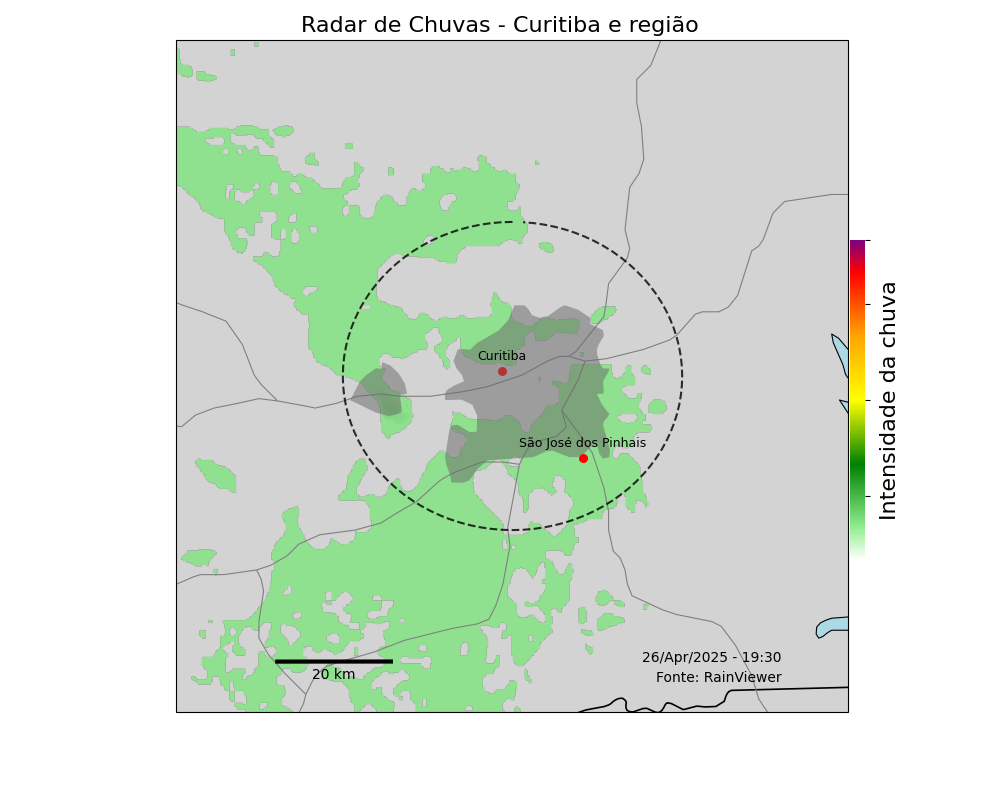 Radar de Chuvas - Curitiba e região
Curitiba
São José dos Pinhais
Intensidade da chuva
26/Apr/2025 - 19:30
Fonte: RainViewer
20 km